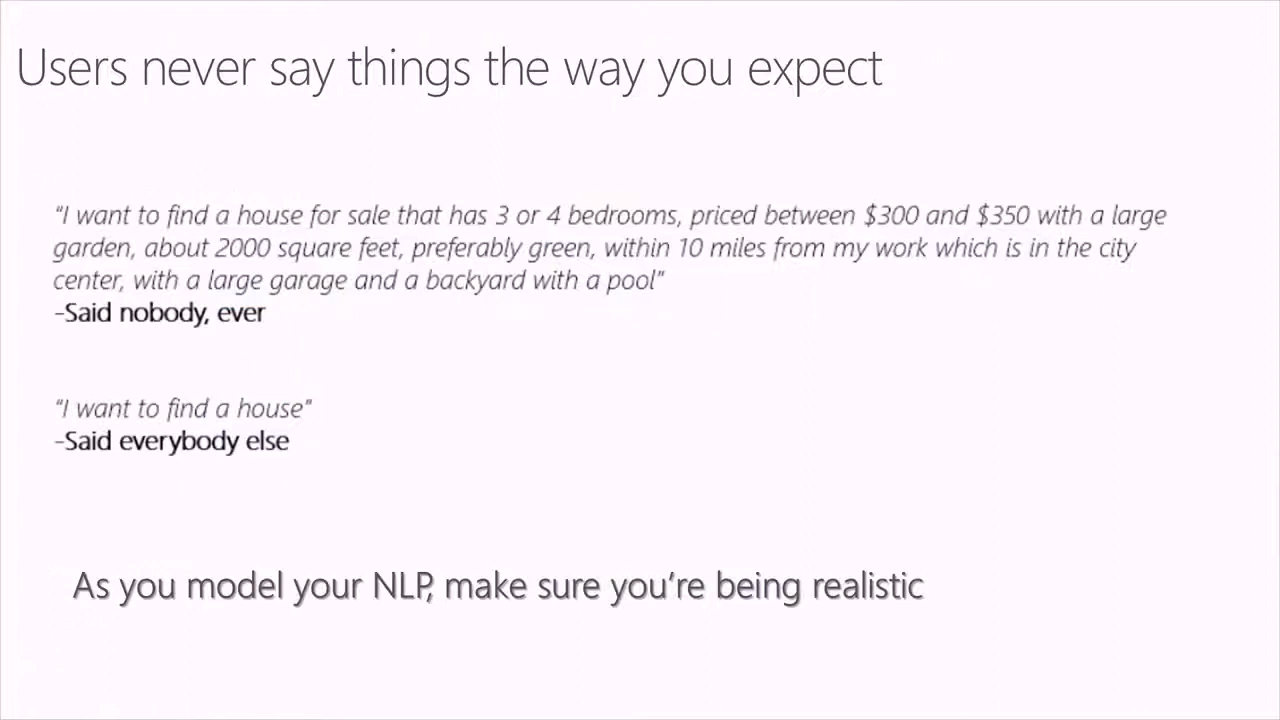 Users never say things the way you expect
"I want to find a house for sale that has 3 or 4 bedrooms, priced between $300 and $350 with a large
garden, about 2000 square feet, preferably green, within 10 miles from my work which is in the city
center, with a large garage and a backyard with a pool"
-Said nobody, ever
"I want to find a house"
-Said everybody else
As you model your NLP, make sure you're being realistic